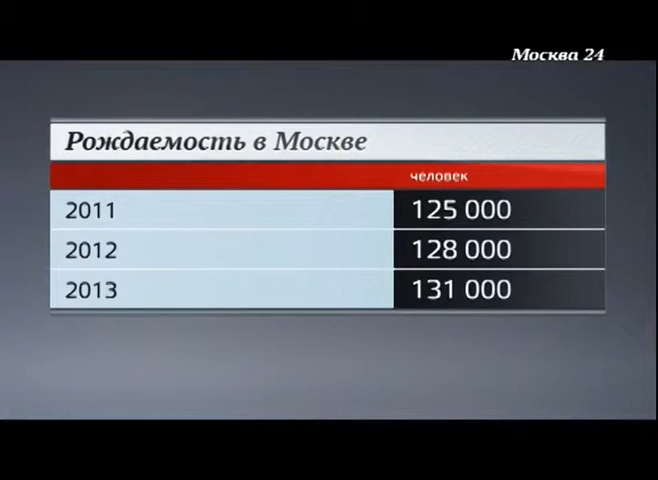 Москва 24
Рождаемость в Москве
человек
2011 125 000
2012 128 000
2013 131 000